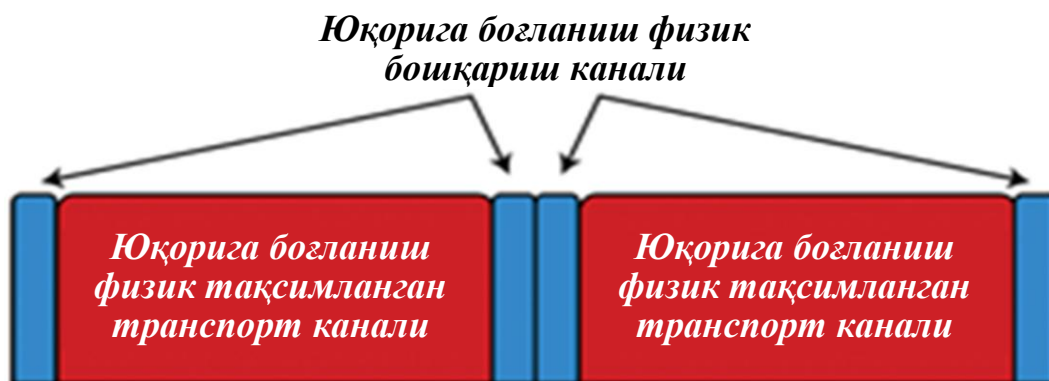 Юқорига боғланиш физик
бошқариш канали
Юқорига боғланиш
физик тақсимланган
транспорт канали
Юқорига боғланиш
физик тақсимланган
транспорт канали